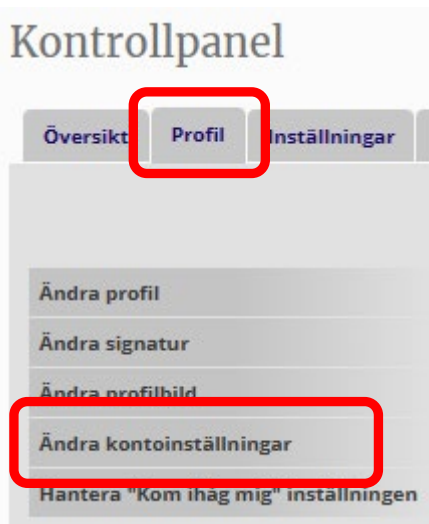 Kontrollpanel
Översikt Profil Inställningar
Ändra profil
Ändra signatur
Ändra profilbild
Ändra kontoinställningar
Hantera "Kom ihåg mig" inställningen